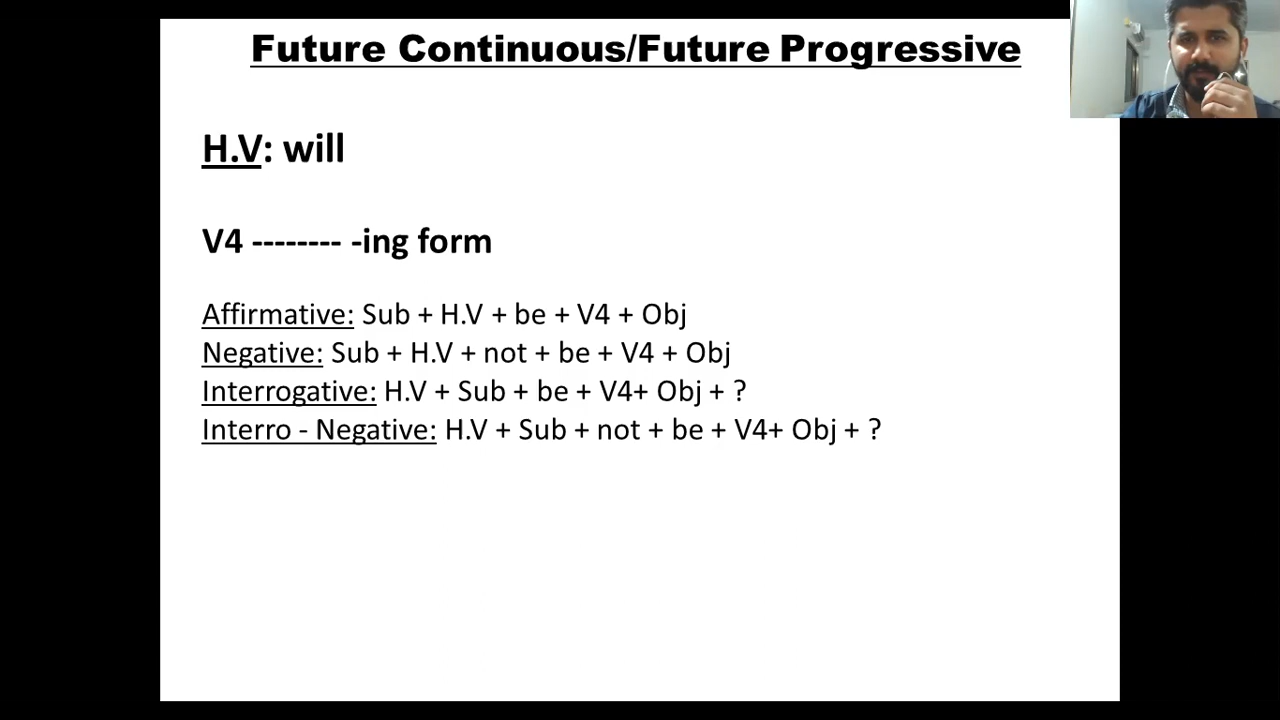 Future Continuous/Future Progressive
H.V: will
V4 -------- -ing form
Affirmative: Sub + H.V + be + V4 + Obj
Negative: Sub + H.V + not + be + V4 + Obj
Interrogative: H.V + Sub + be + V4+ Obj + ?
Interro - Negative: H.V + Sub + not + be + V4+ Obj + ?